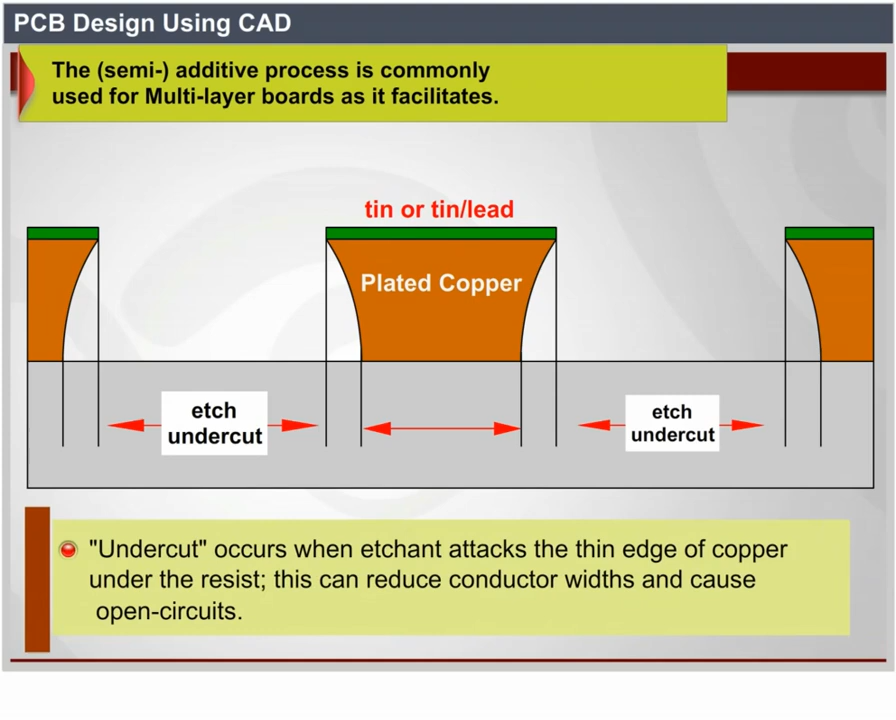 PCB Design Using CAD
The (semi-) additive process is commonly
used for Multi-layer boards as it facilitates.
tin or tin/lead
Plated Copper
etch
undercut
etch
undercut
"Undercut" occurs when etchant attacks the thin edge of copper
under the resist; this can reduce conductor widths and cause
open-circuits.